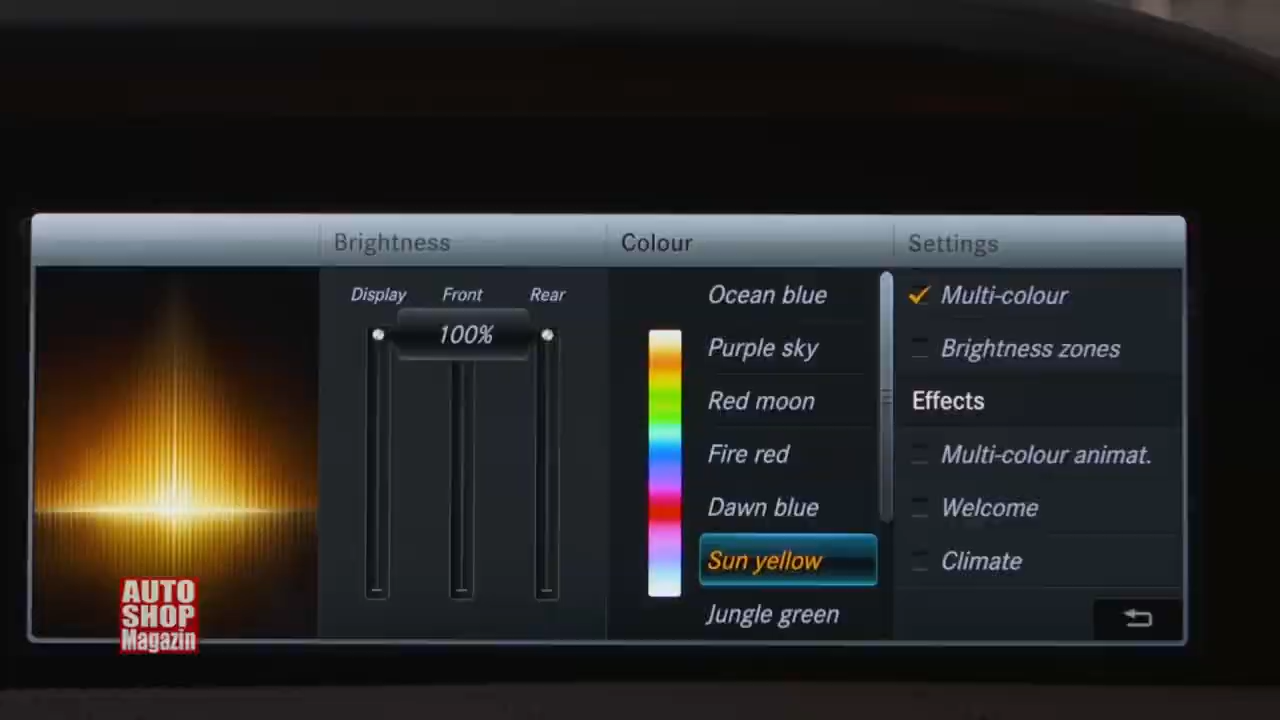 Brightness
Colour
Settings
Display
Front
Rear
100%
Ocean blue
Purple sky
Red moon
Fire red
Dawn blue
Sun yellow
Jungle green
Multi-colour
Brightness zones
Effects
Multi-colour animat.
Welcome
Climate
AUTO
SHOP
Magazin